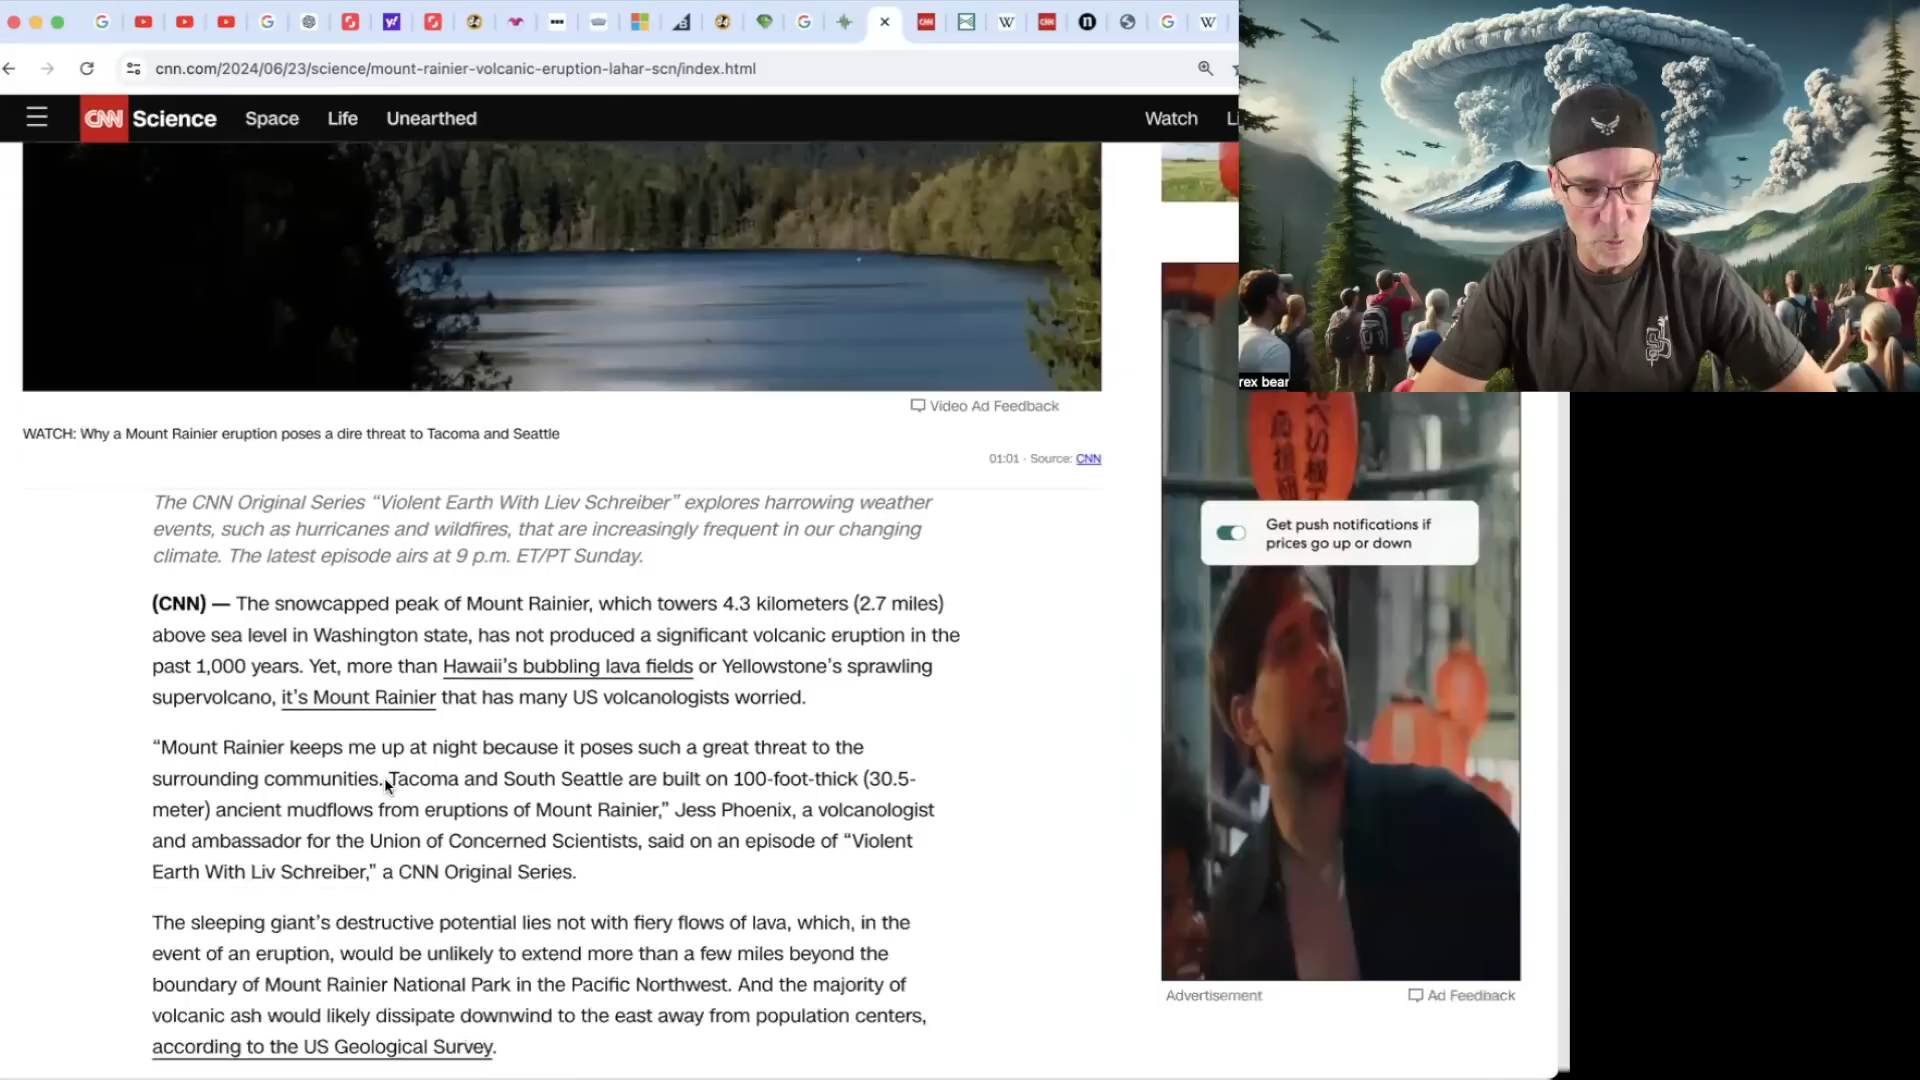 cnn.com/2024/06/23/science/mount-rainier-volcanic-eruption-lahar-scn/index.html
CNN Science Space Life Unearthed Watch
rex bear
Video Ad Feedback
WATCH: Why a Mount Rainier eruption poses a dire threat to Tacoma and Seattle
01:01 · Source: CNN
The CNN Original Series “Violent Earth With Liev Schreiber” explores harrowing weather
events, such as hurricanes and wildfires, that are increasingly frequent in our changing
climate. The latest episode airs at 9 p.m. ET/PT Sunday.
(CNN) — The snowcapped peak of Mount Rainier, which towers 4.3 kilometers (2.7 miles)
above sea level in Washington state, has not produced a significant volcanic eruption in the
past 1,000 years. Yet, more than Hawaii’s bubbling lava fields or Yellowstone’s sprawling
supervolcano, it’s Mount Rainier that has many US volcanologists worried.
“Mount Rainier keeps me up at night because it poses such a great threat to the
surrounding communities. Tacoma and South Seattle are built on 100-foot-thick (30.5-
meter) ancient mudflows from eruptions of Mount Rainier,” Jess Phoenix, a volcanologist
and ambassador for the Union of Concerned Scientists, said on an episode of “Violent
Earth With Liv Schreiber,” a CNN Original Series.
The sleeping giant’s destructive potential lies not with fiery flows of lava, which, in the
event of an eruption, would be unlikely to extend more than a few miles beyond the
boundary of Mount Rainier National Park in the Pacific Northwest. And the majority of
volcanic ash would likely dissipate downwind to the east away from population centers,
according to the US Geological Survey.
Get push notifications if
prices go up or down
Advertisement Ad Feedback